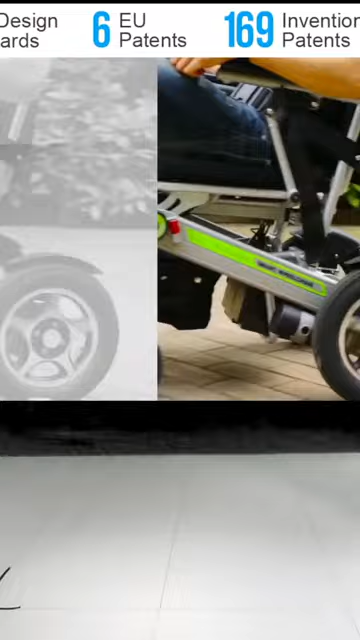 Design
ards
6 EU Patents
169 Invention
Patents